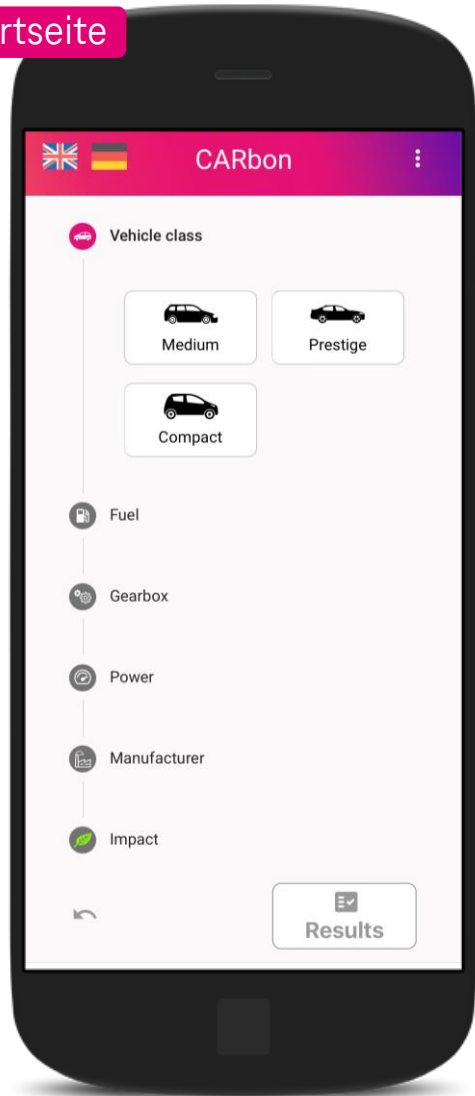 rtseite
CARbon
Vehicle class
Medium
Prestige
Compact
Fuel
Gearbox
Power
Manufacturer
Impact
Results